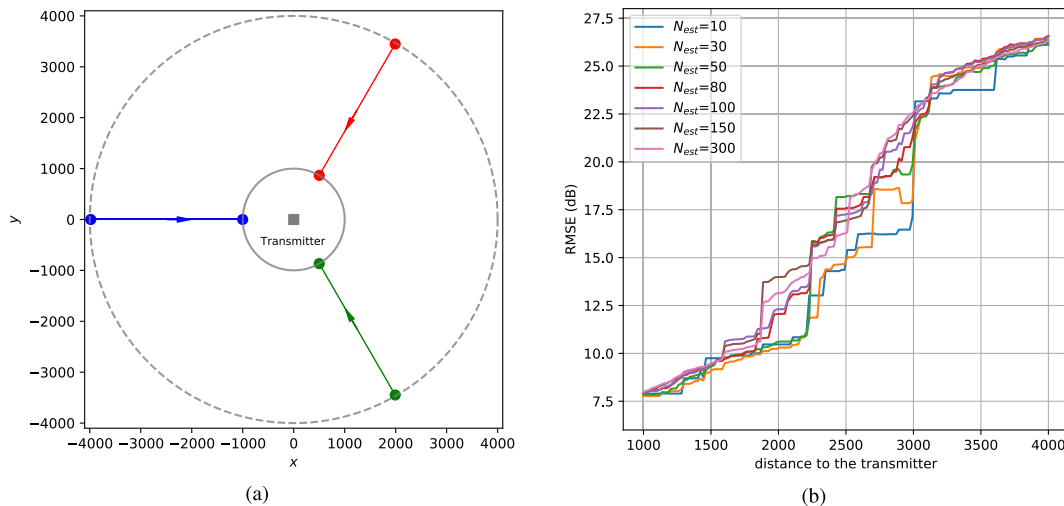 4000
3000
2000
1000
0
−1000
−2000
−3000
−4000
y
−4000 −3000 −2000 −1000 0 1000 2000 3000 4000
x
Transmitter
(a)
27.5
25.0
22.5
20.0
17.5
15.0
12.5
10.0
7.5
RMSE (dB)
N_est=10
N_est=30
N_est=50
N_est=80
N_est=100
N_est=150
N_est=300
1000 1500 2000 2500 3000 3500 4000
distance to the transmitter
(b)